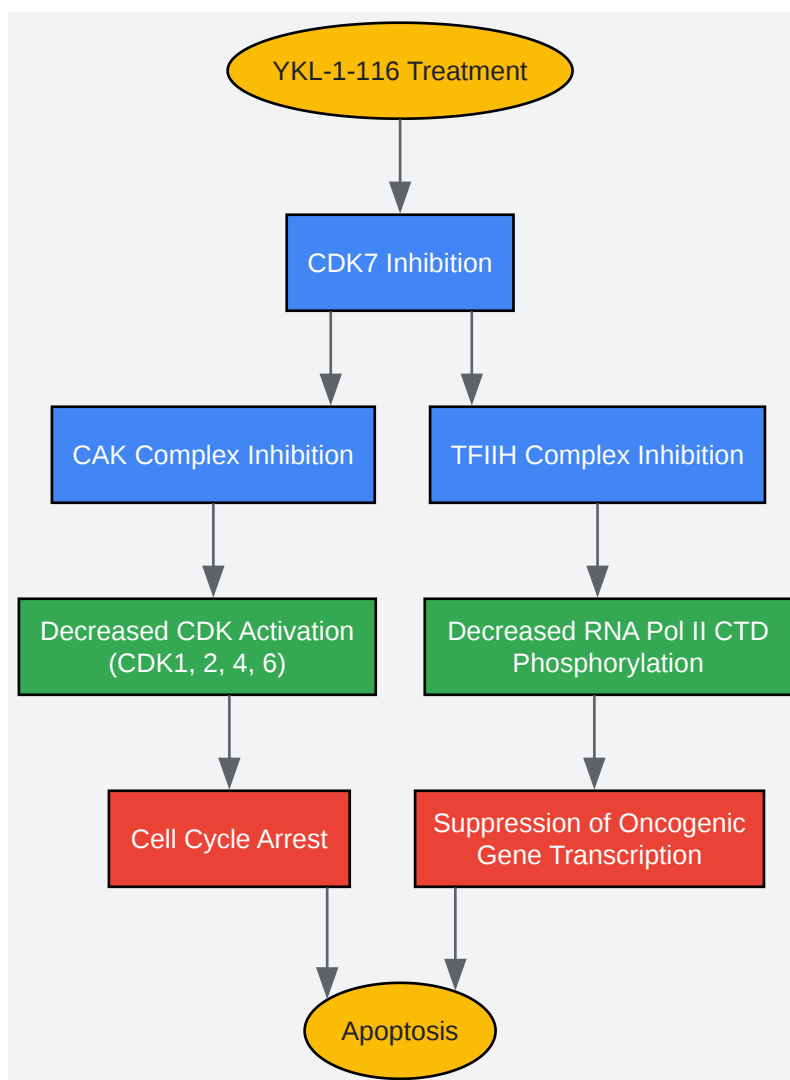 YKL-1-116 Treatment
CDK7 Inhibition
CAK Complex Inhibition
TFIIH Complex Inhibition
Decreased CDK Activation
(CDK1, 2, 4, 6)
Decreased RNA Pol II CTD
Phosphorylation
Cell Cycle Arrest
Suppression of Oncogenic
Gene Transcription
Apoptosis